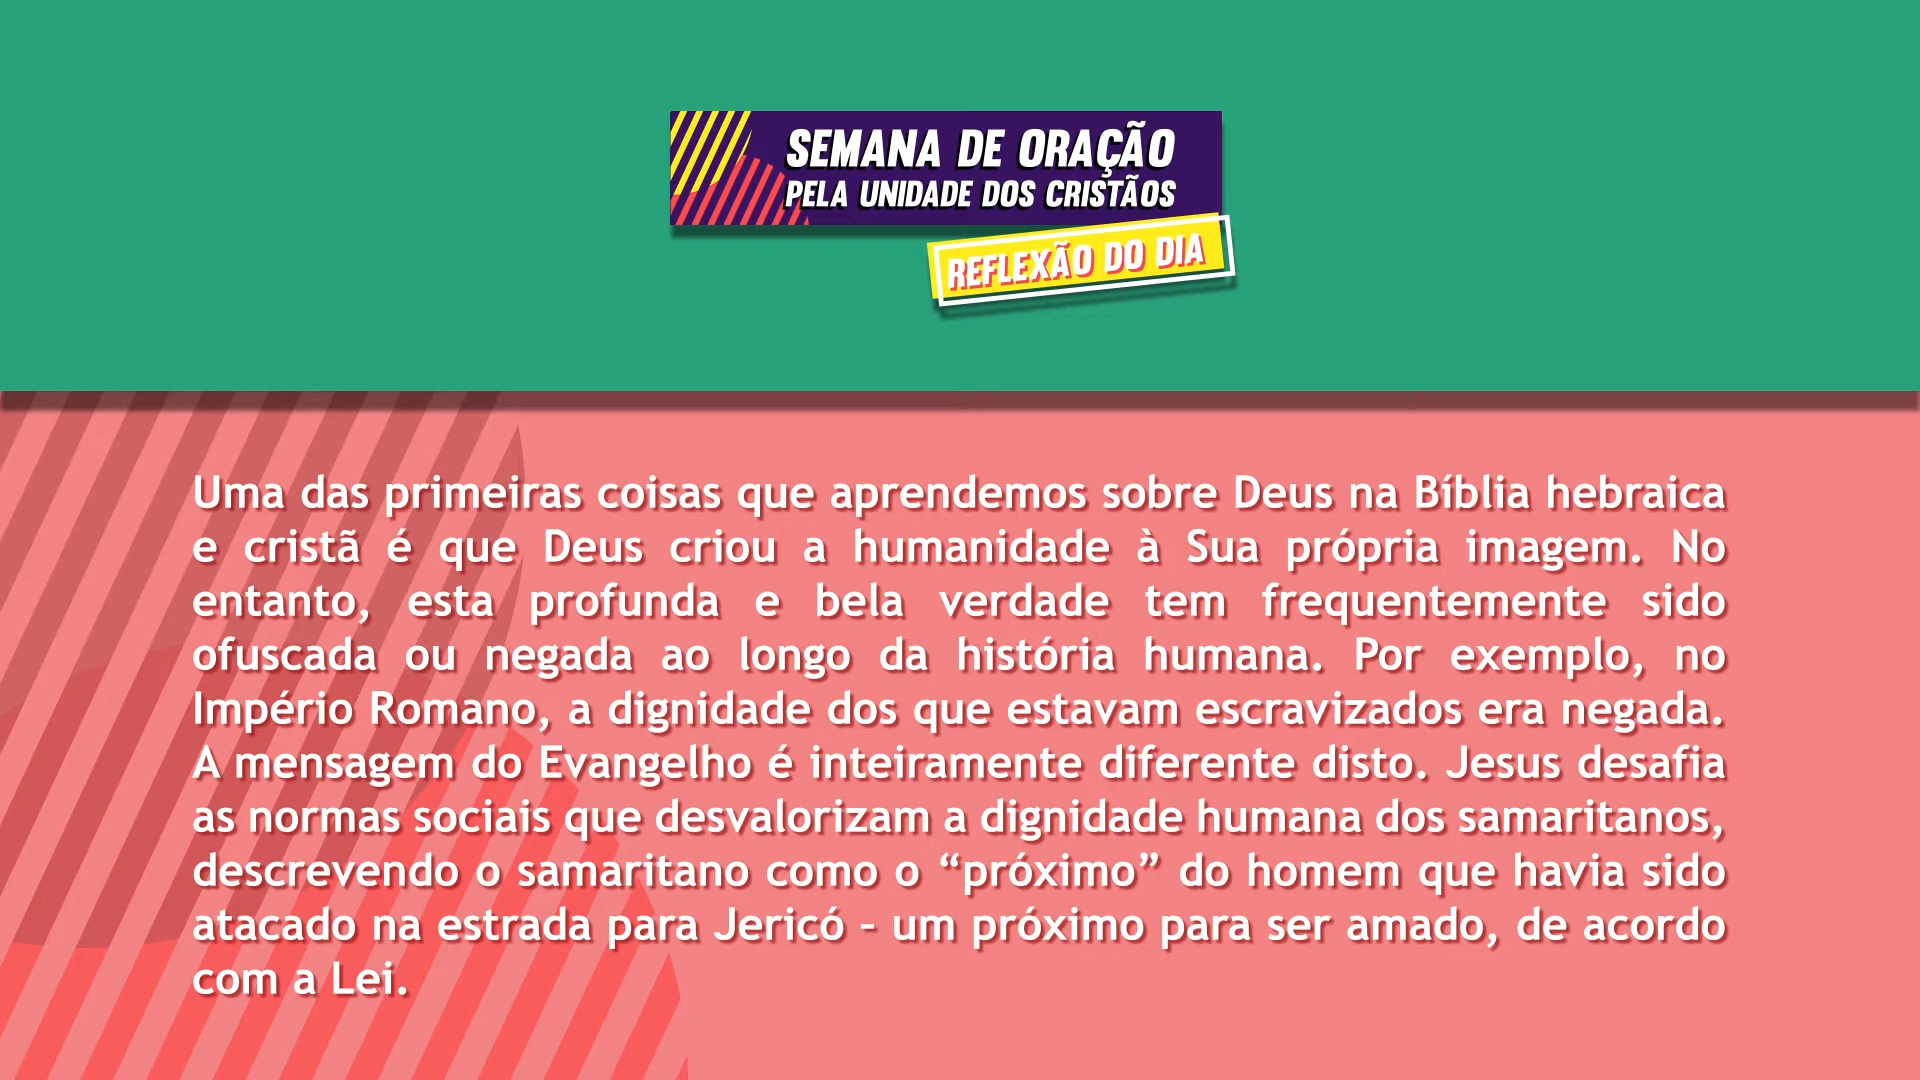 SEMANA DE ORAÇÃO
PELA UNIDADE DOS CRISTÃOS
REFLEXÃO DO DIA
Uma das primeiras coisas que aprendemos sobre Deus na Bíblia hebraica
e cristã é que Deus criou a humanidade à Sua própria imagem. No
entanto, esta profunda e bela verdade tem frequentemente sido
ofuscada ou negada ao longo da história humana. Por exemplo, no
Império Romano, a dignidade dos que estavam escravizados era negada.
A mensagem do Evangelho é inteiramente diferente disto. Jesus desafia
as normas sociais que desvalorizam a dignidade humana dos samaritanos,
descrevendo o samaritano como o “próximo” do homem que havia sido
atacado na estrada para Jericó – um próximo para ser amado, de acordo
com a Lei.